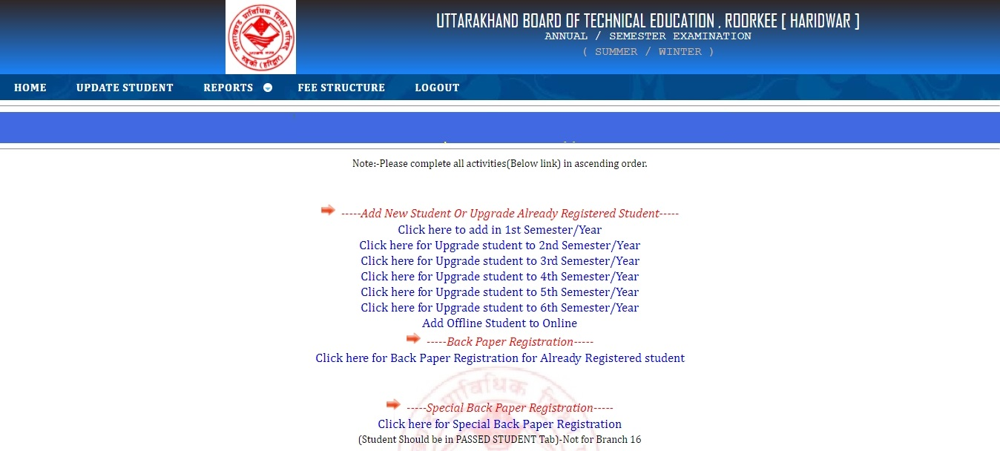 उत्तराखण्ड प्राविधिक शिक्षा परिषद
रुड़की (हरिद्वार)
UTTARAKHAND BOARD OF TECHNICAL EDUCATION , ROORKEE [ HARIDWAR ]
ANNUAL / SEMESTER EXAMINATION
( SUMMER / WINTER )
HOME UPDATE STUDENT REPORTS FEE STRUCTURE LOGOUT
Note:-Please complete all activities(Below link) in ascending order.
-----Add New Student Or Upgrade Already Registered Student-----
Click here to add in 1st Semester/Year
Click here for Upgrade student to 2nd Semester/Year
Click here for Upgrade student to 3rd Semester/Year
Click here for Upgrade student to 4th Semester/Year
Click here for Upgrade student to 5th Semester/Year
Click here for Upgrade student to 6th Semester/Year
Add Offline Student to Online
-----Back Paper Registration-----
Click here for Back Paper Registration for Already Registered student
प्राविधिक
-----Special Back Paper Registration-----
Click here for Special Back Paper Registration
(Student Should be in PASSED STUDENT Tab)-Not for Branch 16